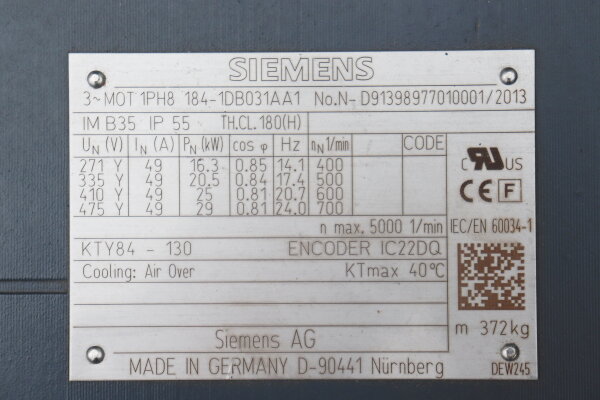 SIEMENS
3~MOT 1PH8 184-1DB031AA1 No.N- D91398977010001/2013
IM B35 IP 55 TH.CL.180(H)
UN (V) IN (A) PN (kW) cos φ Hz nN1/min CODE
271 Y 49 16.3 0.85 14.1 400
335 Y 49 20.5 0.84 17.4 500
410 Y 49 25 0.81 20.7 600
475 Y 49 29 0.81 24.0 700
c RU US
CE F
n max. 5000 1/min IEC/EN 60034-1
KTY84 - 130 ENCODER IC22DQ
Cooling: Air Over KTmax 40°C
m 372kg
Siemens AG
MADE IN GERMANY D-90441 Nürnberg DEW245